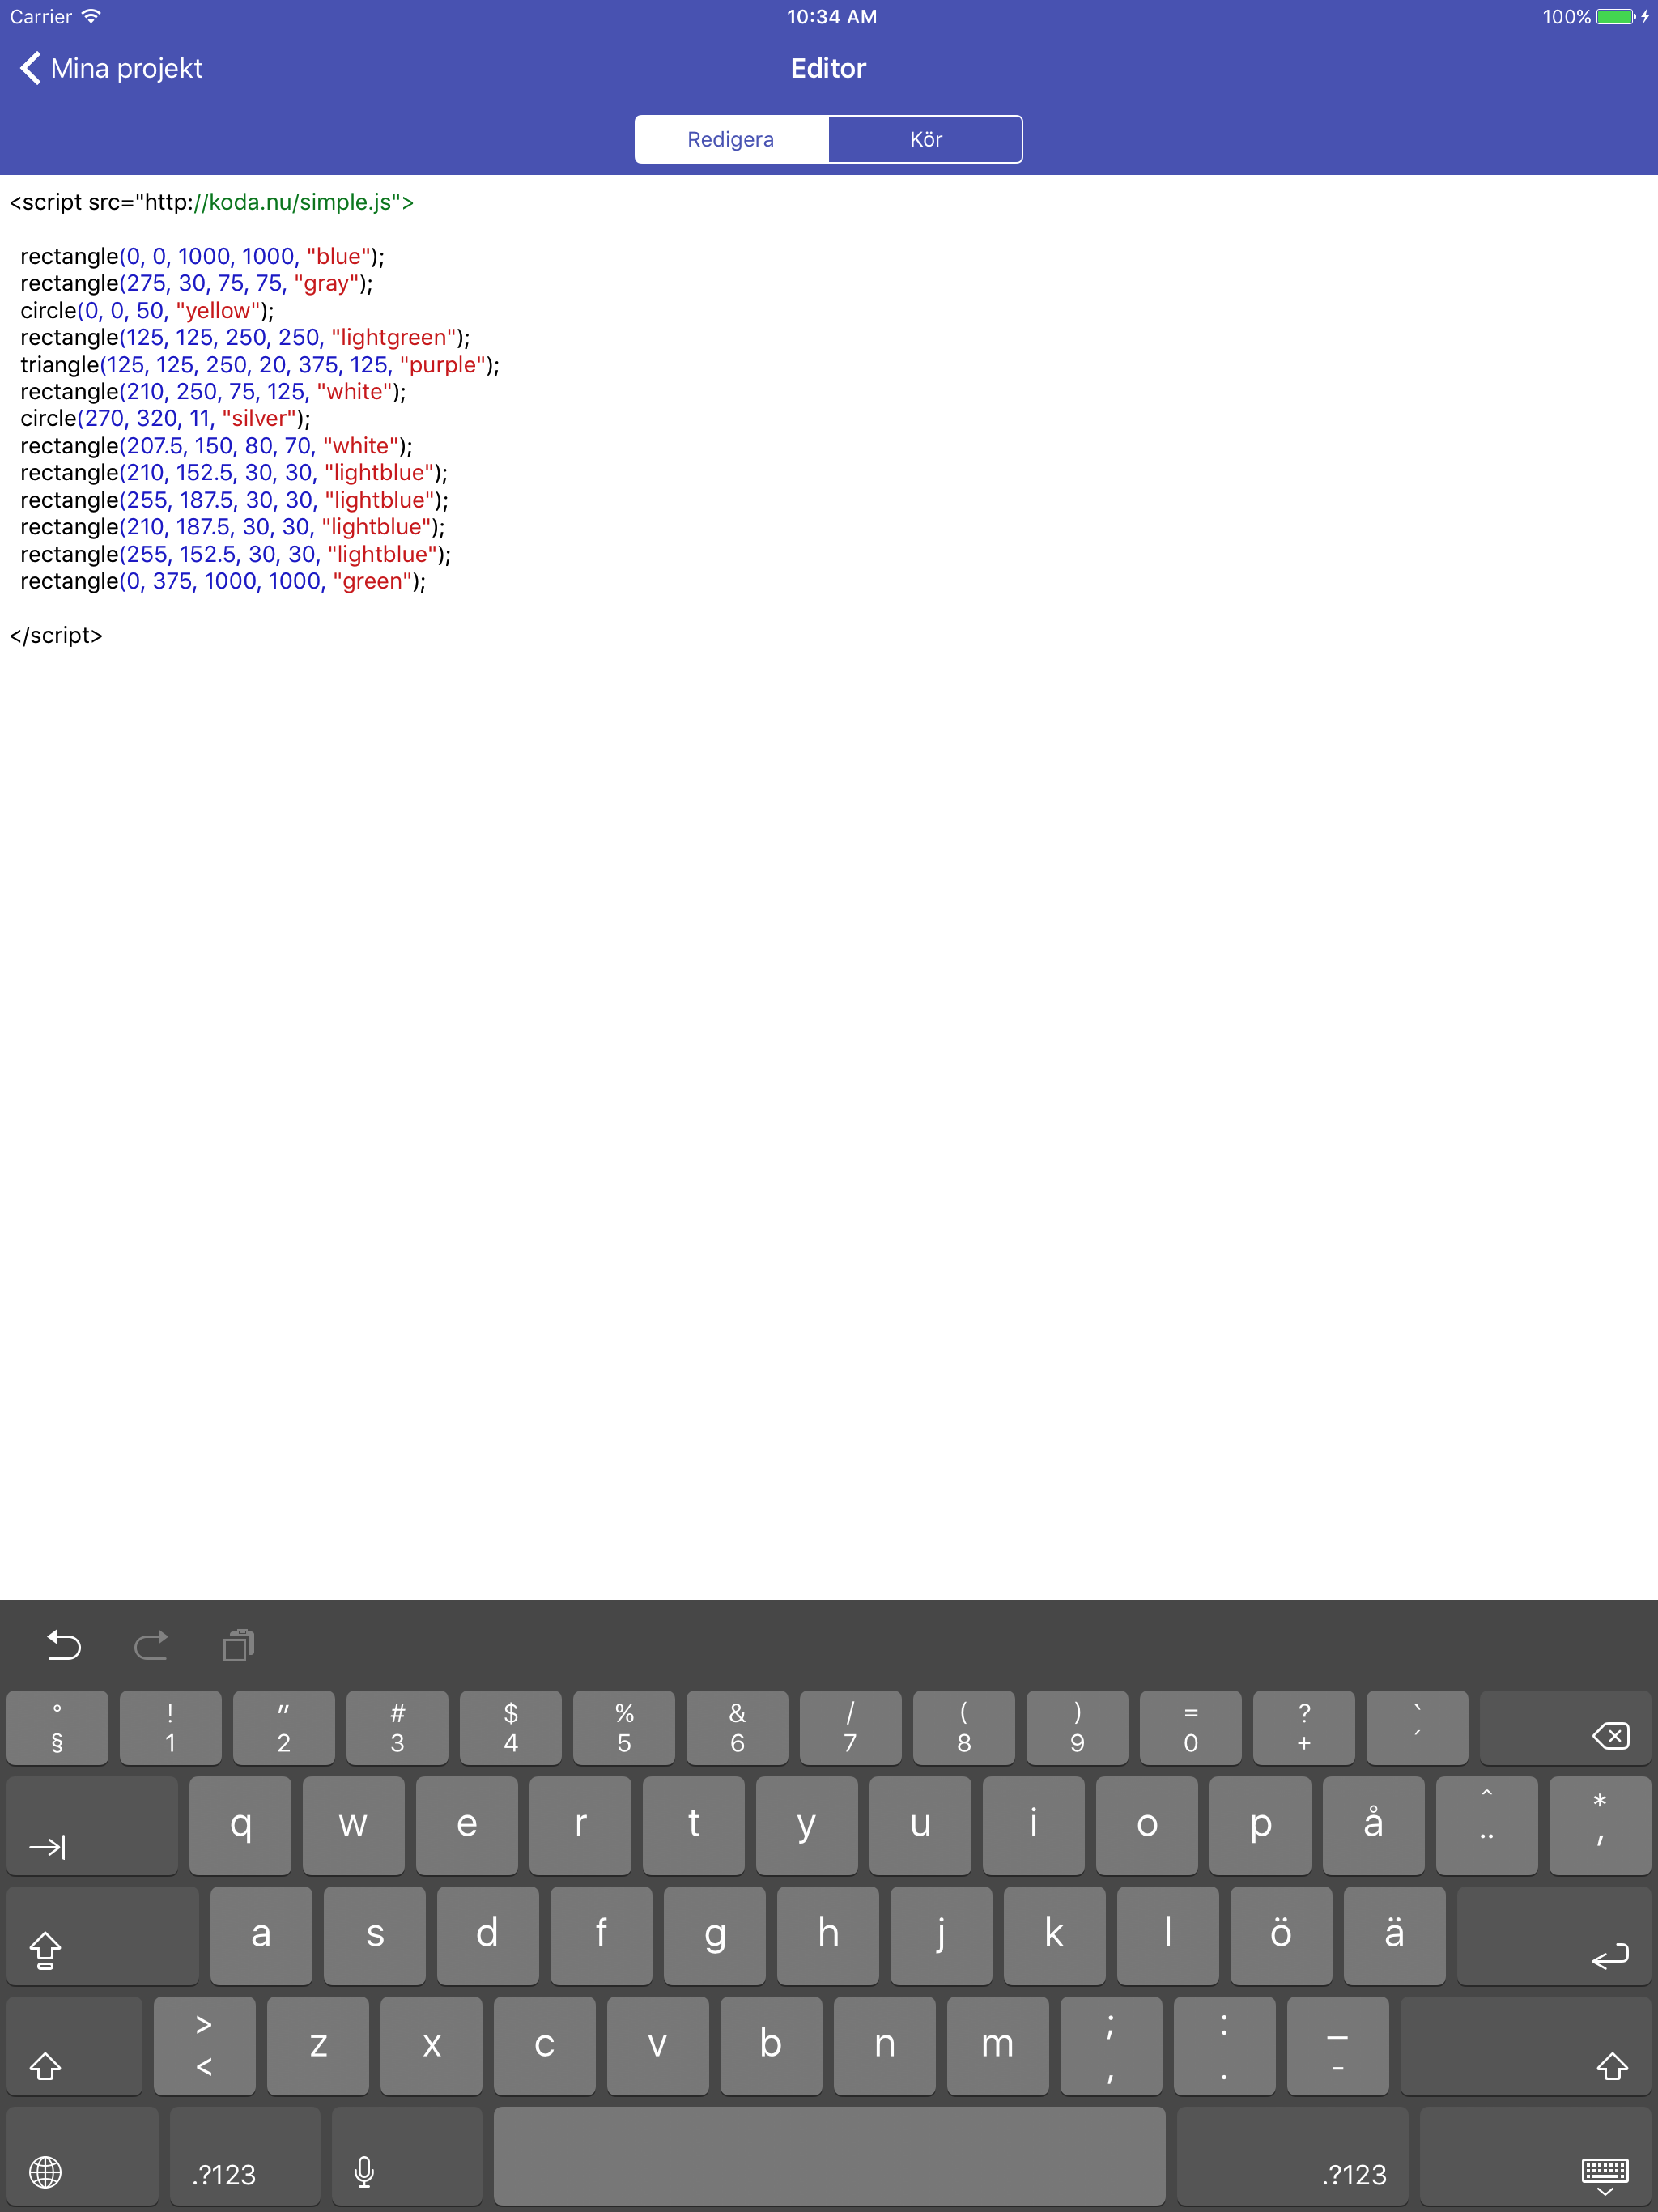 Carrier 10:34 AM 100%
Mina projekt Editor
Redigera Kör
<script src="http://koda.nu/simple.js">
rectangle(0, 0, 1000, 1000, "blue");
rectangle(275, 30, 75, 75, "gray");
circle(0, 0, 50, "yellow");
rectangle(125, 125, 250, 250, "lightgreen");
triangle(125, 125, 250, 20, 375, 125, "purple");
rectangle(210, 250, 75, 125, "white");
circle(270, 320, 11, "silver");
rectangle(207.5, 150, 80, 70, "white");
rectangle(210, 152.5, 30, 30, "lightblue");
rectangle(255, 187.5, 30, 30, "lightblue");
rectangle(210, 187.5, 30, 30, "lightblue");
rectangle(255, 152.5, 30, 30, "lightblue");
rectangle(0, 375, 1000, 1000, "green");
</script>
° ! " # $ % & / ( ) = ? `
§ 1 2 3 4 5 6 7 8 9 0 + ´
q w e r t y u i o p å ^ ¨ * '
a s d f g h j k l ö ä
> < z x c v b n m ; , : . _ -
.?123 .?123